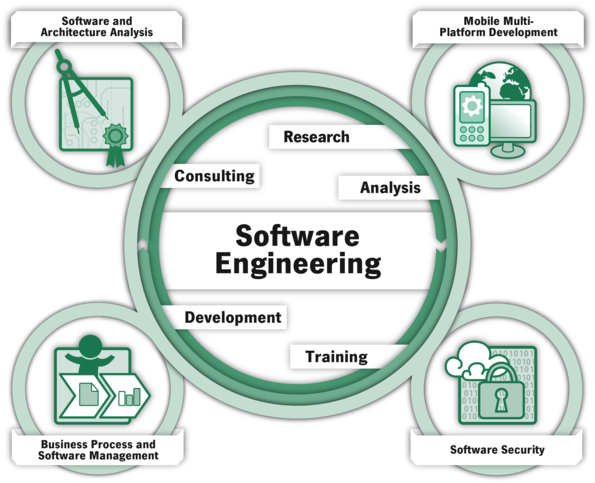 Software and
Architecture Analysis
Mobile Multi-
Platform Development
Research
Consulting
Analysis
Software
Engineering
Development
Training
Business Process and
Software Management
Software Security